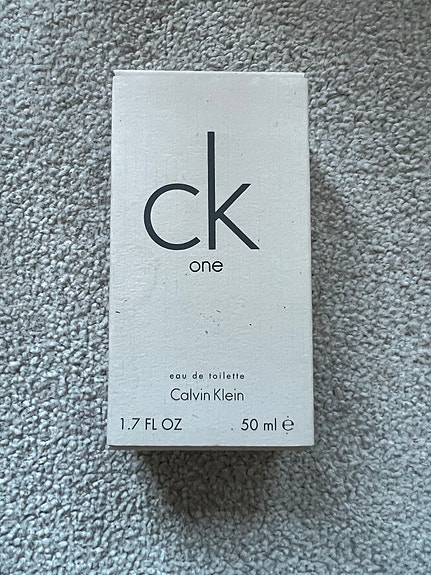 ck
one
eau de toilette
Calvin Klein
1.7 FL OZ 50 ml ℮